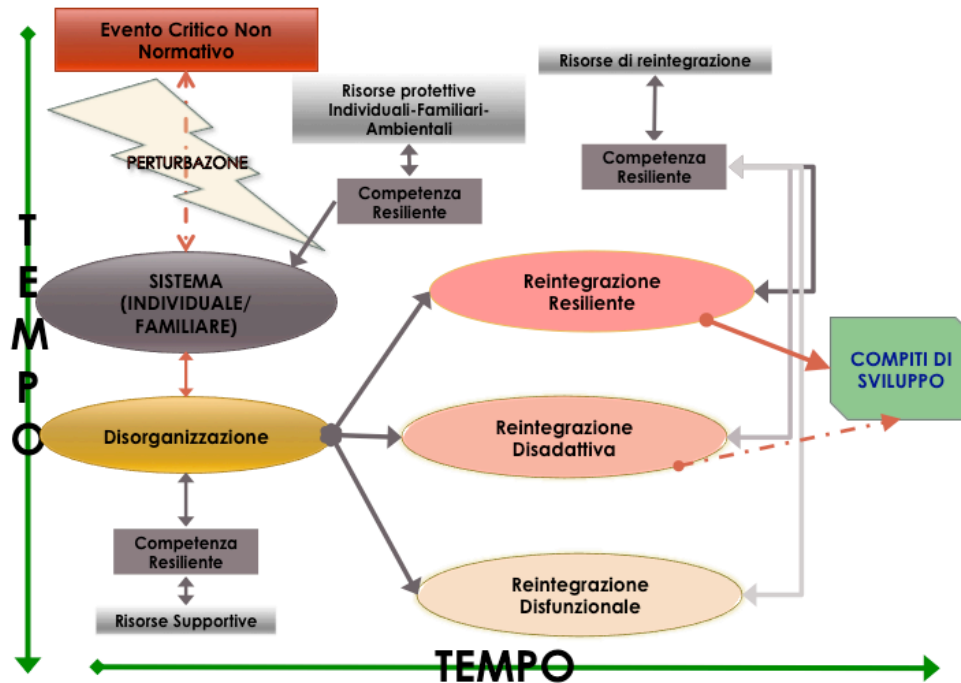 Evento Critico Non
Normativo
Risorse di reintegrazione
Risorse protettive
Individuali-Familiari-
Ambientali
PERTURBAZONE
Competenza
Resiliente
Competenza
Resiliente
TEMPO
SISTEMA
(INDIVIDUALE/
FAMILIARE)
Reintegrazione
Resiliente
COMPITI DI
SVILUPPO
Disorganizzazione
Reintegrazione
Disadattiva
Competenza
Resiliente
Reintegrazione
Disfunzionale
Risorse Supportive
TEMPO